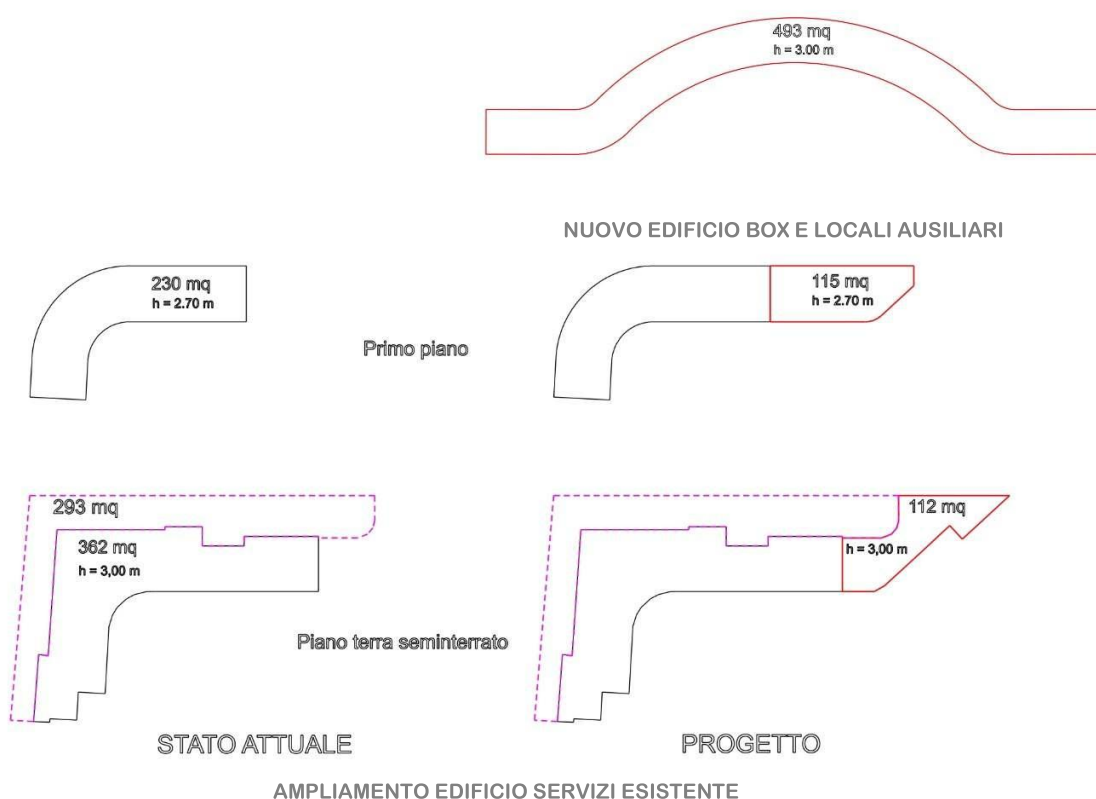 493 mq
h = 3.00 m
NUOVO EDIFICIO BOX E LOCALI AUSILIARI
230 mq
h = 2.70 m
115 mq
h = 2.70 m
Primo piano
293 mq
362 mq
h = 3,00 m
112 mq
h = 3,00 m
Piano terra seminterrato
STATO ATTUALE
PROGETTO
AMPLIAMENTO EDIFICIO SERVIZI ESISTENTE